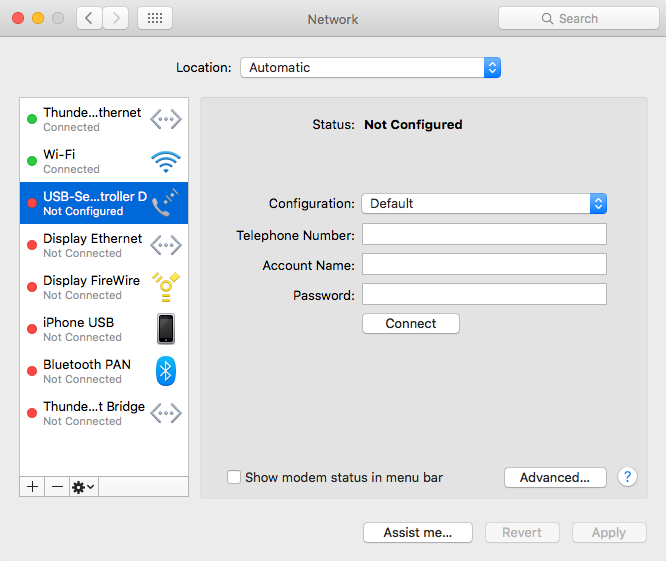 Network
Search
Location: Automatic
Thunde...thernet
Connected
Wi-Fi
Connected
USB-Se...troller D
Not Configured
Display Ethernet
Not Connected
Display FireWire
Not Connected
iPhone USB
Not Connected
Bluetooth PAN
Not Connected
Thunde...t Bridge
Not Connected
Status: Not Configured
Configuration: Default
Telephone Number:
Account Name:
Password:
Connect
Show modem status in menu bar
Advanced...
?
Assist me...
Revert
Apply